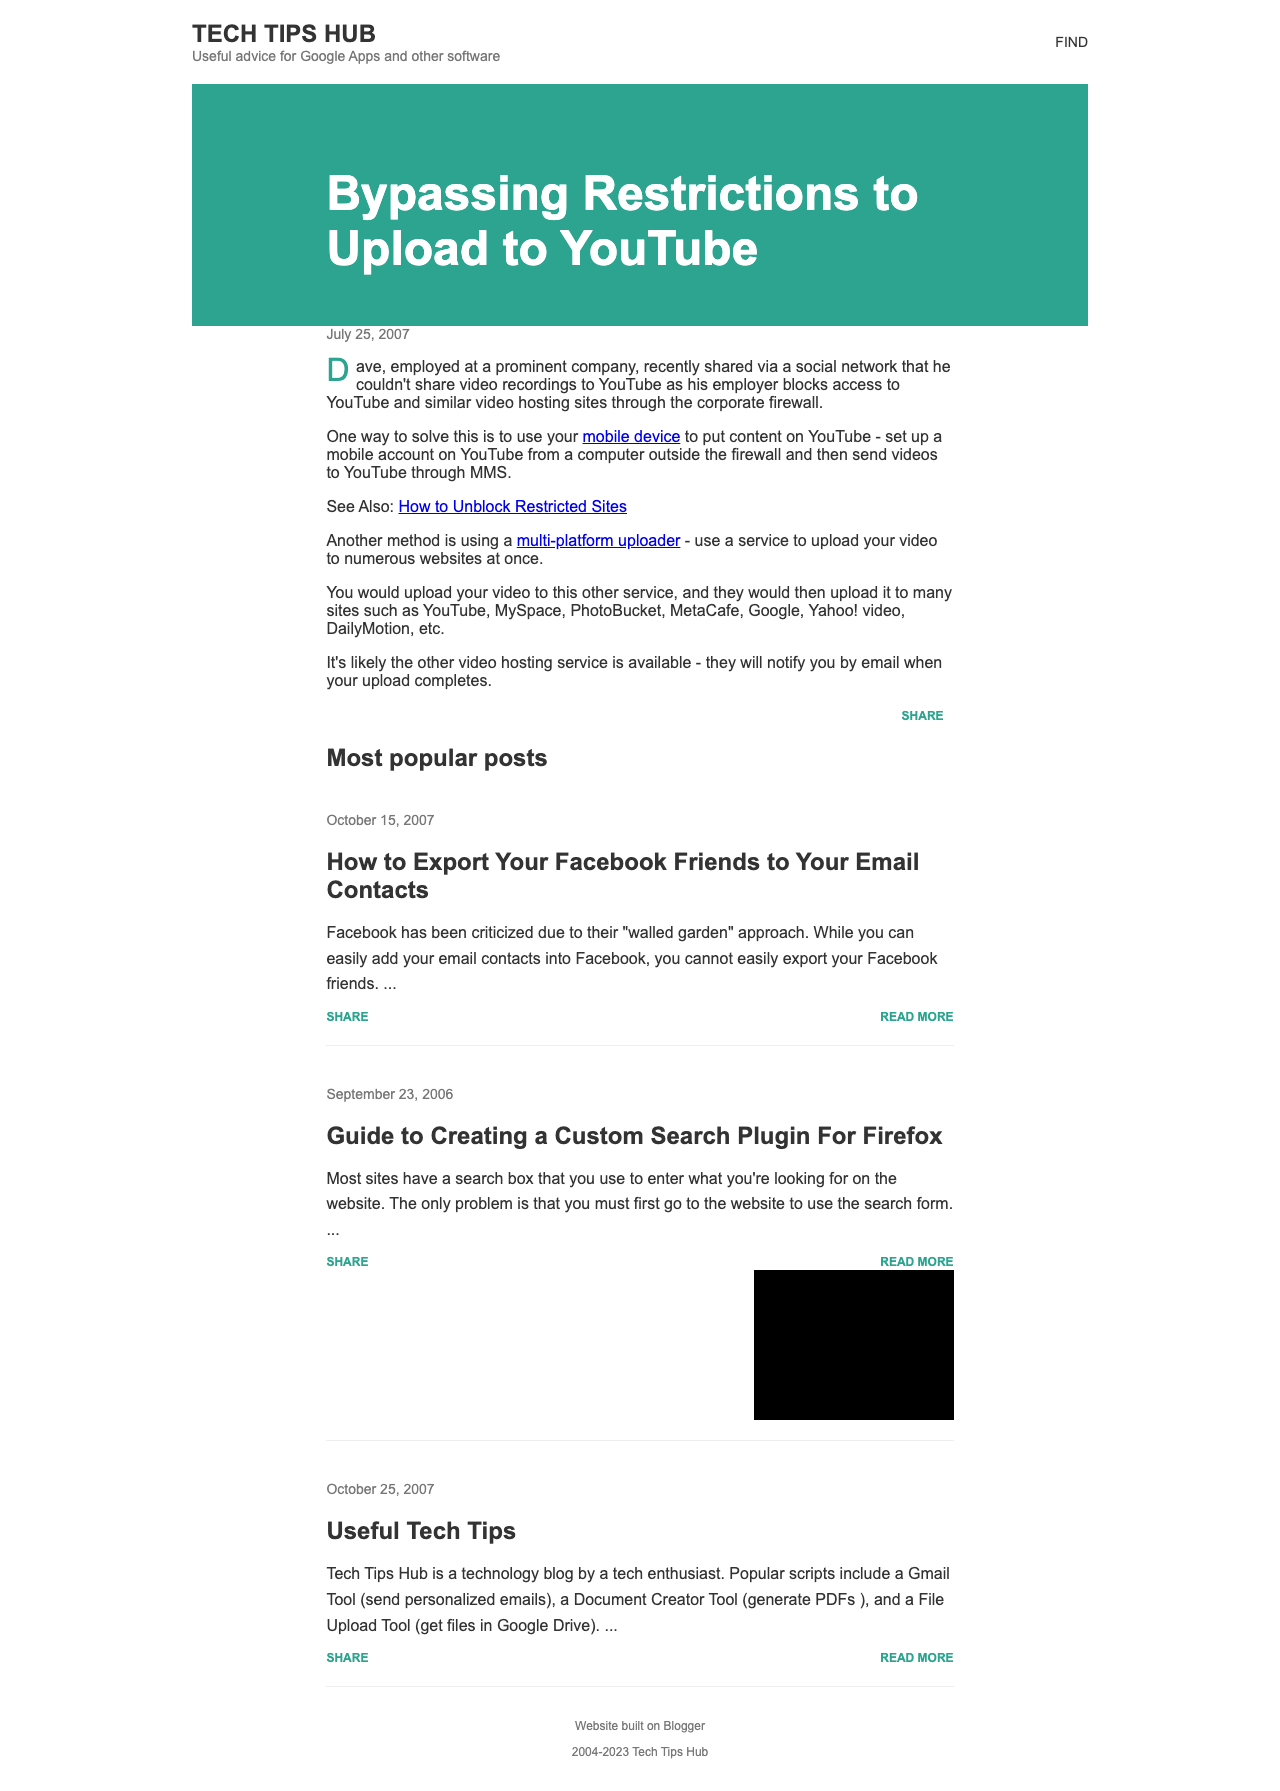 TECH TIPS HUB
Useful advice for Google Apps and other software
FIND
Bypassing Restrictions to
Upload to YouTube
July 25, 2007
Dave, employed at a prominent company, recently shared via a social network that he
couldn't share video recordings to YouTube as his employer blocks access to
YouTube and similar video hosting sites through the corporate firewall.
One way to solve this is to use your mobile device to put content on YouTube - set up a
mobile account on YouTube from a computer outside the firewall and then send videos
to YouTube through MMS.
See Also: How to Unblock Restricted Sites
Another method is using a multi-platform uploader - use a service to upload your video
to numerous websites at once.
You would upload your video to this other service, and they would then upload it to many
sites such as YouTube, MySpace, PhotoBucket, MetaCafe, Google, Yahoo! video,
DailyMotion, etc.
It's likely the other video hosting service is available - they will notify you by email when
your upload completes.
SHARE
Most popular posts
October 15, 2007
How to Export Your Facebook Friends to Your Email
Contacts
Facebook has been criticized due to their "walled garden" approach. While you can
easily add your email contacts into Facebook, you cannot easily export your Facebook
friends. ...
SHARE
READ MORE
September 23, 2006
Guide to Creating a Custom Search Plugin For Firefox
Most sites have a search box that you use to enter what you're looking for on the
website. The only problem is that you must first go to the website to use the search form.
...
SHARE
READ MORE
October 25, 2007
Useful Tech Tips
Tech Tips Hub is a technology blog by a tech enthusiast. Popular scripts include a Gmail
Tool (send personalized emails), a Document Creator Tool (generate PDFs ), and a File
Upload Tool (get files in Google Drive). ...
SHARE
READ MORE
Website built on Blogger
2004-2023 Tech Tips Hub